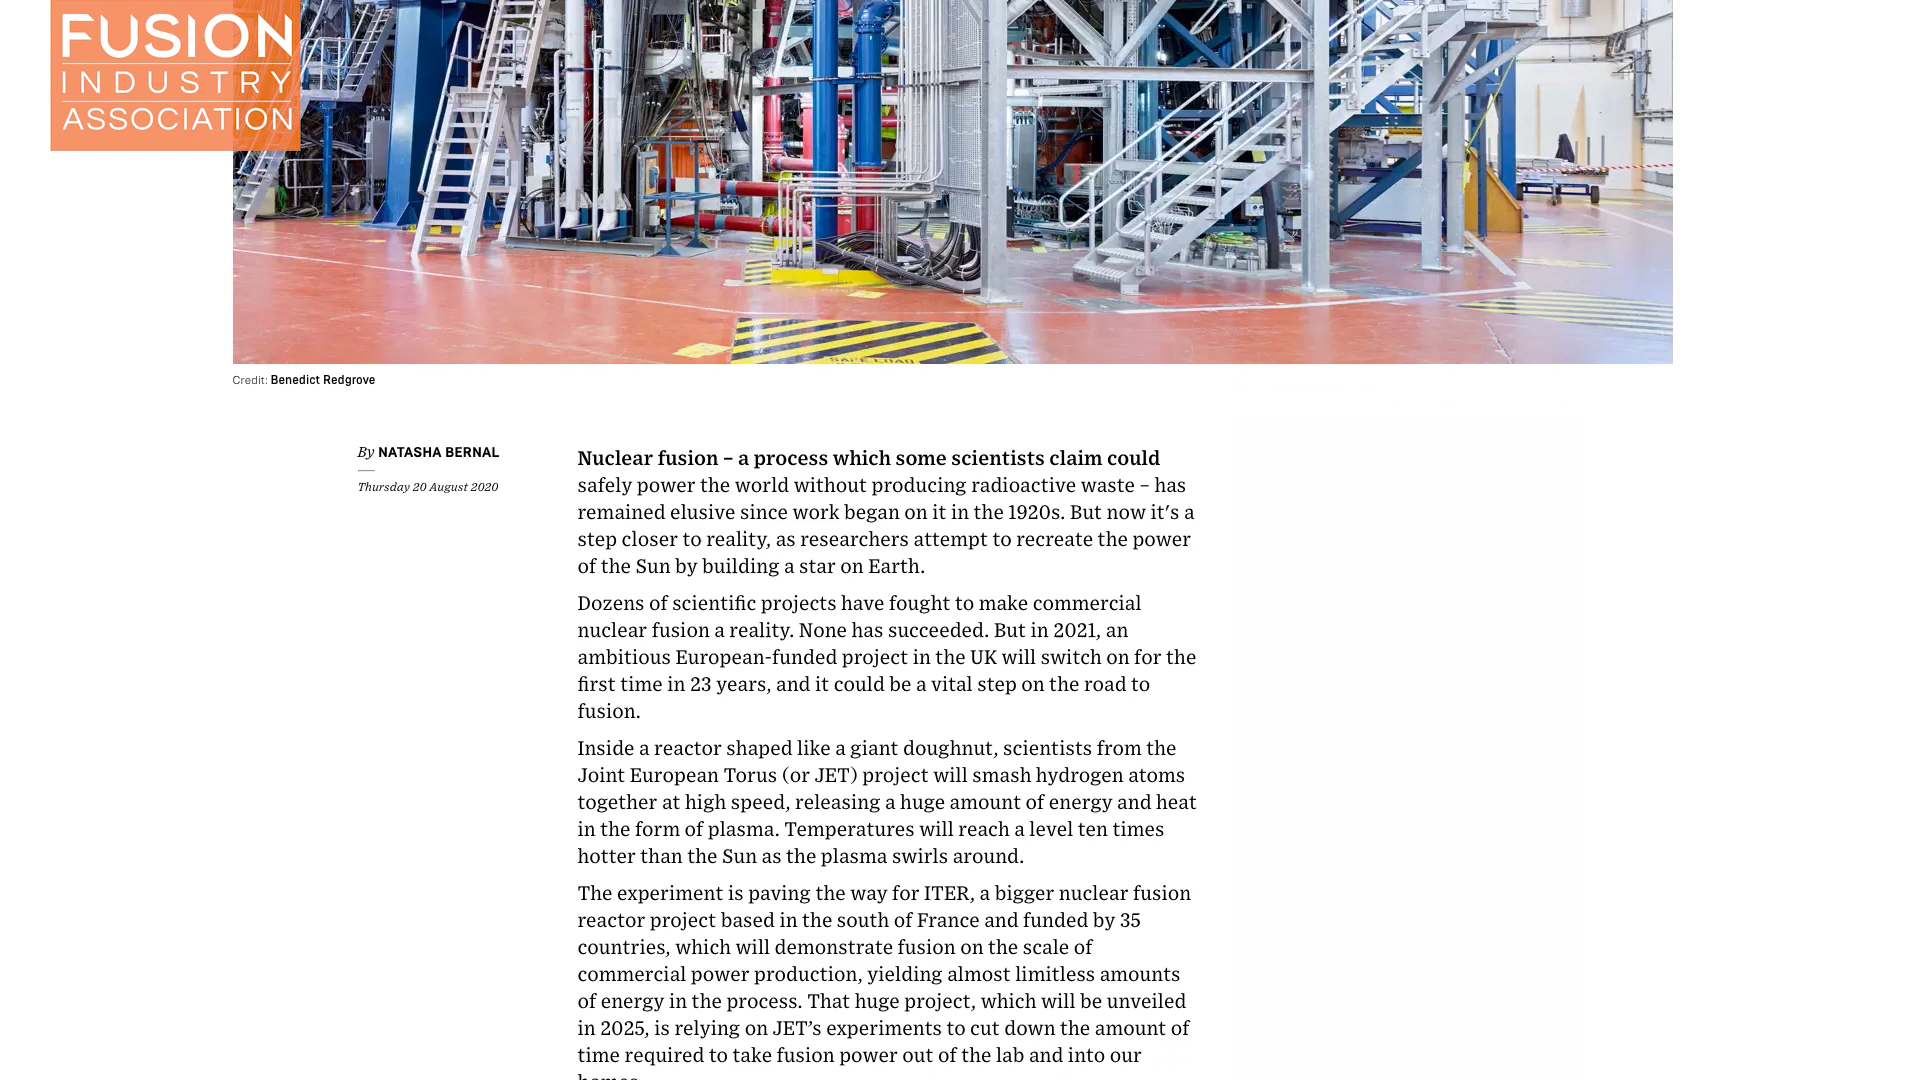 FUSION
INDUSTRY
ASSOCIATION
SAFE LOAD
Credit: Benedict Redgrove
By NATASHA BERNAL
Thursday 20 August 2020
Nuclear fusion – a process which some scientists claim could
safely power the world without producing radioactive waste – has
remained elusive since work began on it in the 1920s. But now it's a
step closer to reality, as researchers attempt to recreate the power
of the Sun by building a star on Earth.
Dozens of scientific projects have fought to make commercial
nuclear fusion a reality. None has succeeded. But in 2021, an
ambitious European-funded project in the UK will switch on for the
first time in 23 years, and it could be a vital step on the road to
fusion.
Inside a reactor shaped like a giant doughnut, scientists from the
Joint European Torus (or JET) project will smash hydrogen atoms
together at high speed, releasing a huge amount of energy and heat
in the form of plasma. Temperatures will reach a level ten times
hotter than the Sun as the plasma swirls around.
The experiment is paving the way for ITER, a bigger nuclear fusion
reactor project based in the south of France and funded by 35
countries, which will demonstrate fusion on the scale of
commercial power production, yielding almost limitless amounts
of energy in the process. That huge project, which will be unveiled
in 2025, is relying on JET’s experiments to cut down the amount of
time required to take fusion power out of the lab and into our
homes.